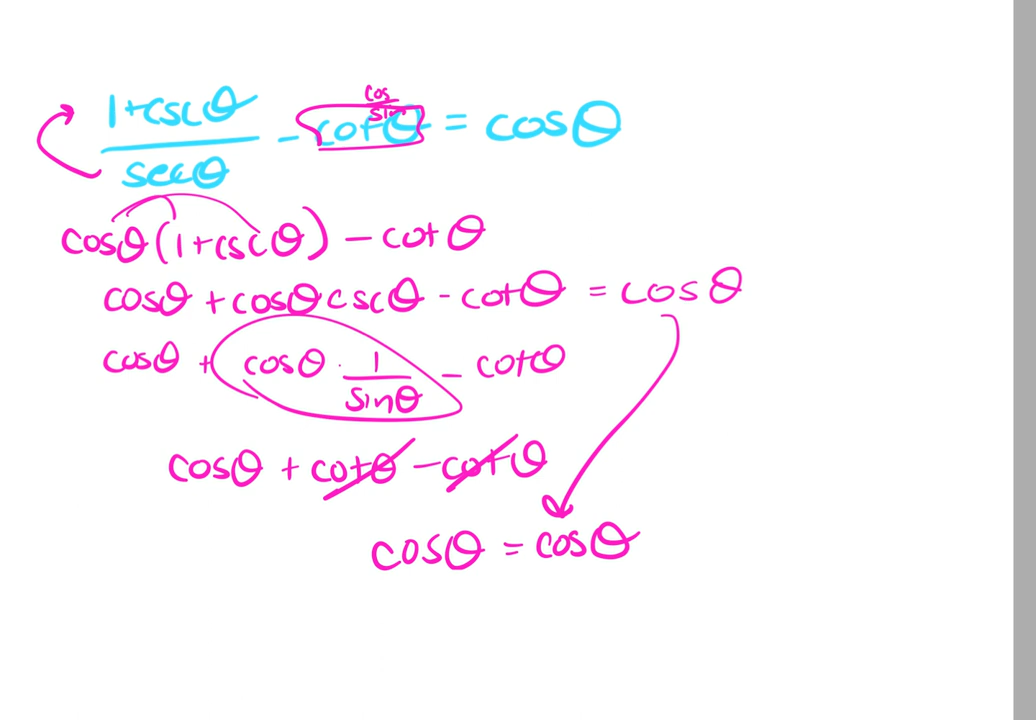 cos
sin
1+cscθ
secθ
- cotθ = cosθ
cosθ(1+cscθ) - cotθ
cosθ + cosθcscθ - cotθ = cosθ
cosθ + cosθ · 1/sinθ - cotθ
cosθ + cotθ - cotθ
cosθ = cosθ